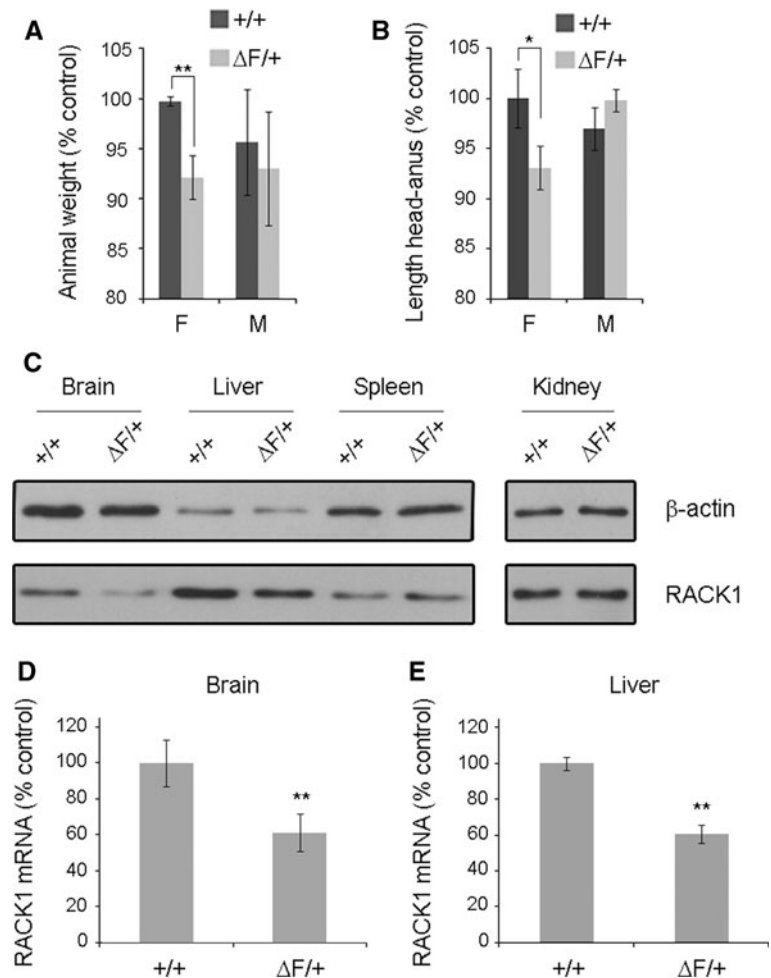 A
+/+
ΔF/+
Animal weight (% control)
105
100
95
90
85
80
**
F
M
B
+/+
ΔF/+
Length head-anus (% control)
105
100
95
90
85
80
*
F
M
C
Brain
Liver
Spleen
Kidney
+/+
ΔF/+
+/+
ΔF/+
+/+
ΔF/+
+/+
ΔF/+
β-actin
RACK1
D
Brain
RACK1 mRNA (% control)
120
100
80
60
40
20
0
**
+/+
ΔF/+
E
Liver
RACK1 mRNA (% control)
120
100
80
60
40
20
0
**
+/+
ΔF/+